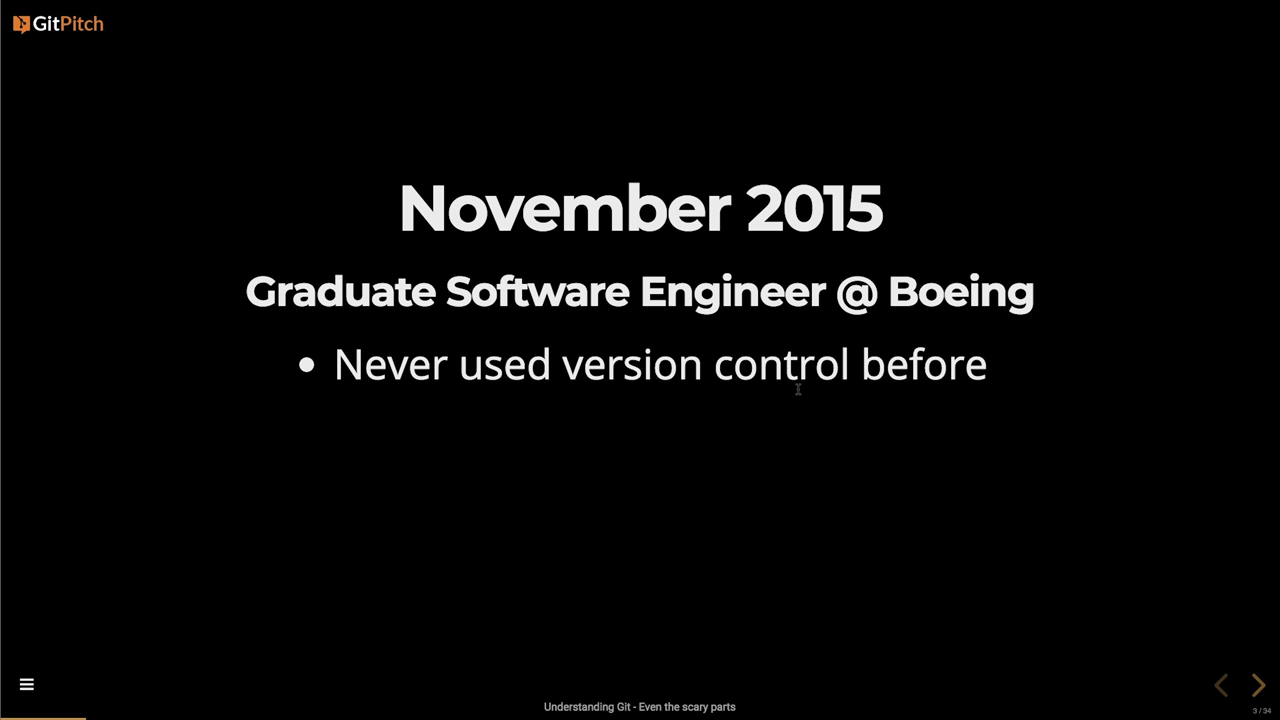 GitPitch
November 2015
Graduate Software Engineer @ Boeing
• Never used version control before
Understanding Git - Even the scary parts
3 / 34